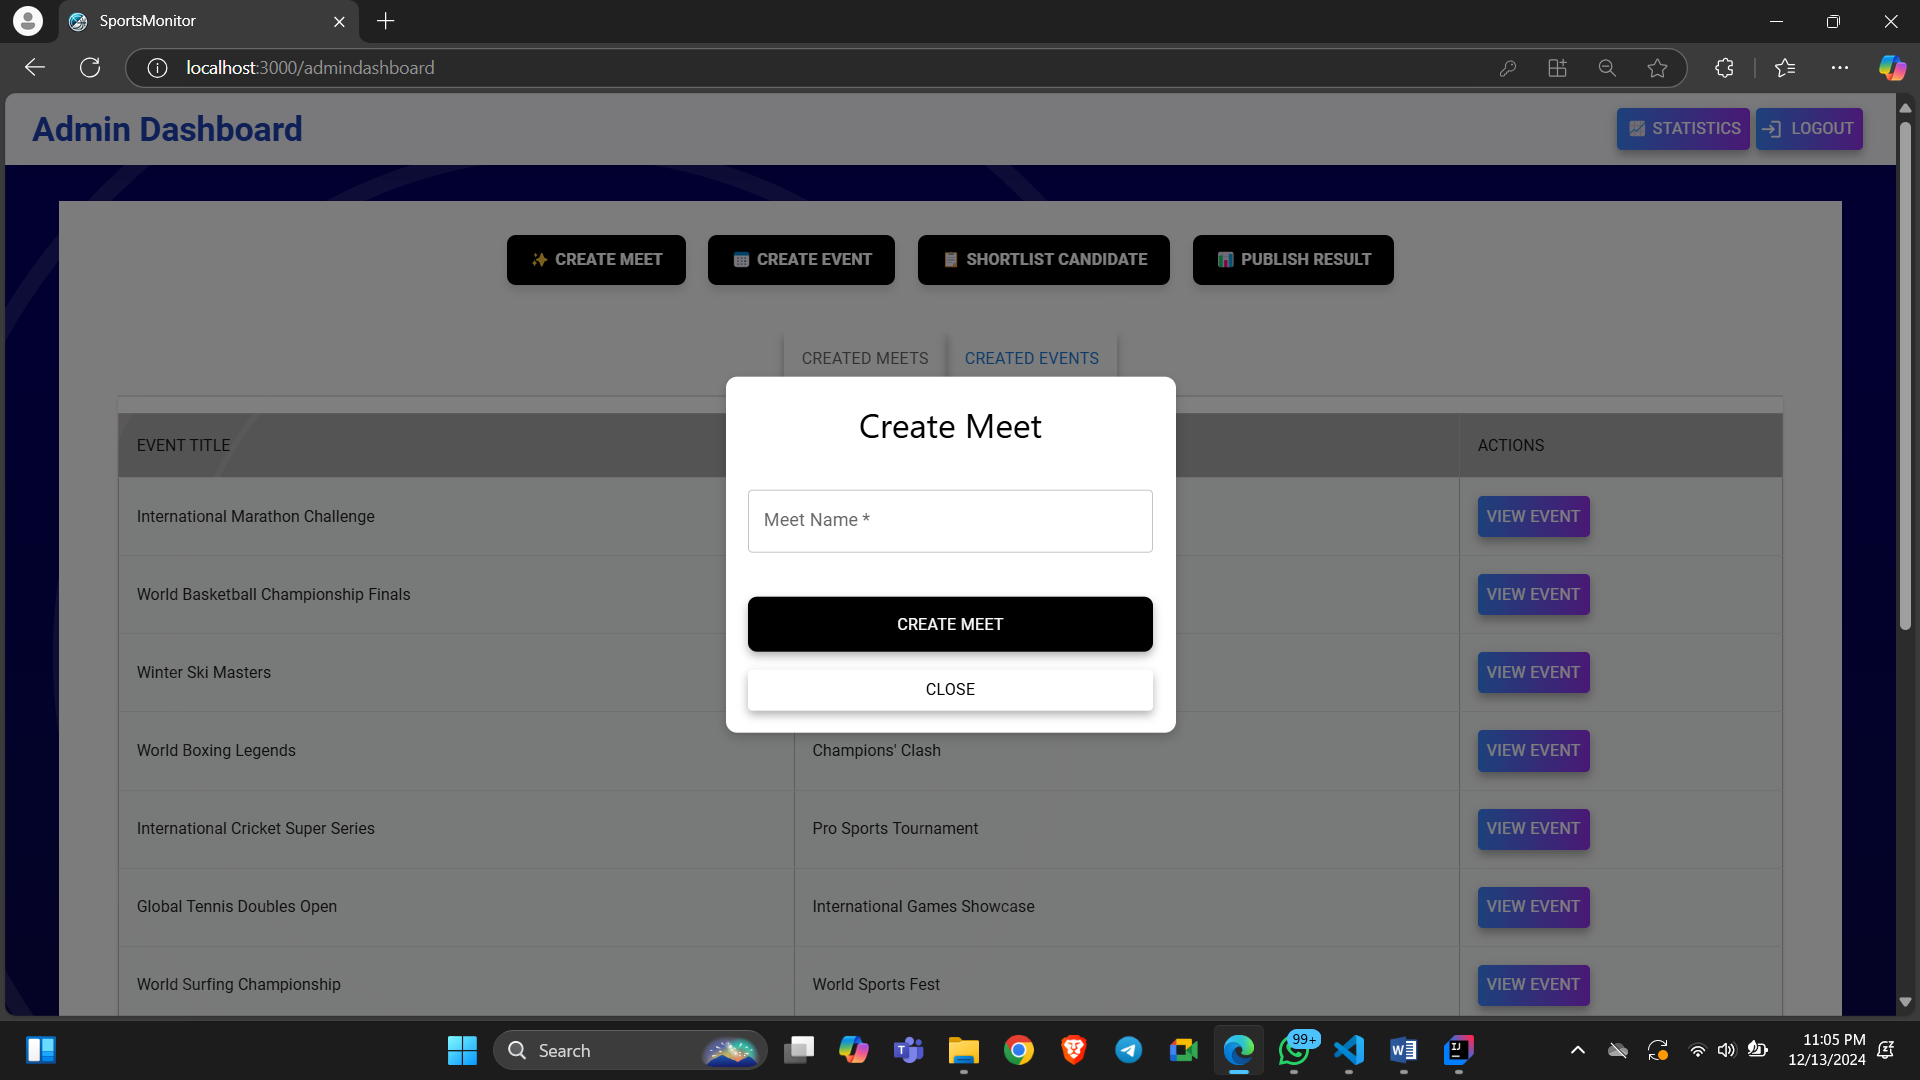 SportsMonitor
localhost:3000/admindashboard
Admin Dashboard
STATISTICS
LOGOUT
CREATE MEET
CREATE EVENT
SHORTLIST CANDIDATE
PUBLISH RESULT
CREATED MEETS
CREATED EVENTS
Create Meet
Meet Name *
CREATE MEET
CLOSE
EVENT TITLE
ACTIONS
International Marathon Challenge
VIEW EVENT
World Basketball Championship Finals
VIEW EVENT
Winter Ski Masters
VIEW EVENT
World Boxing Legends
Champions' Clash
VIEW EVENT
International Cricket Super Series
Pro Sports Tournament
VIEW EVENT
Global Tennis Doubles Open
International Games Showcase
VIEW EVENT
World Surfing Championship
World Sports Fest
VIEW EVENT
Search
99+
11:05 PM
12/13/2024